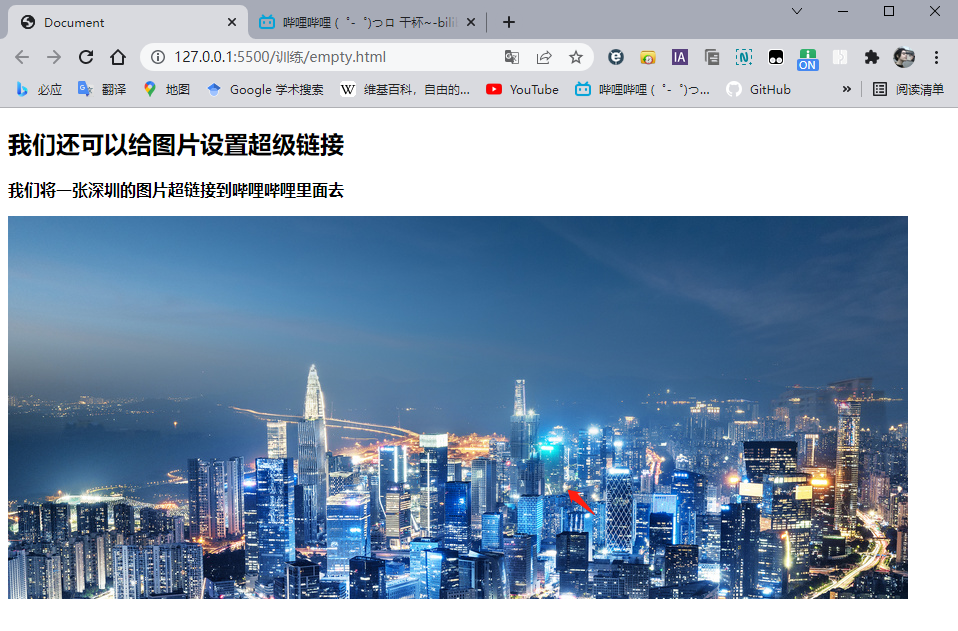 Document
哔哩哔哩 ( ゜- ゜)つロ 干杯~-bili
127.0.0.1:5500/训练/empty.html
IA
N
ON
必应
翻译
地图
Google 学术搜索
W 维基百科，自由的...
YouTube
哔哩哔哩 ( ゜- ゜)つ...
GitHub
»
阅读清单
我们还可以给图片设置超级链接
我们将一张深圳的图片超链接到哔哩哔哩里面去